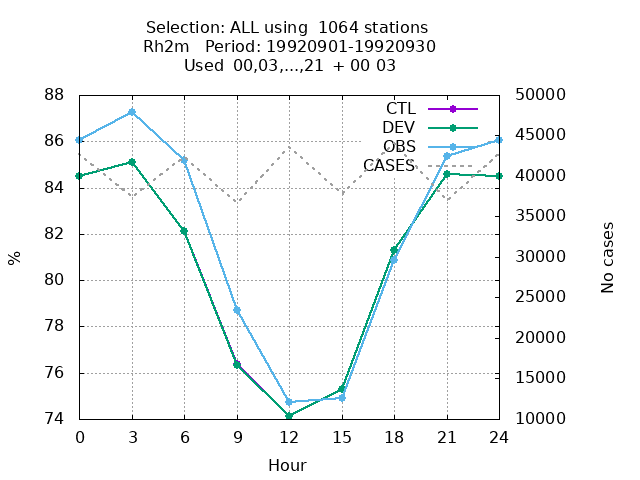 Selection: ALL using 1064 stations
Rh2m Period: 19920901-19920930
Used 00,03,...,21 + 00 03
CTL
DEV
OBS
CASES
88
86
84
82
80
78
76
74
%
50000
45000
40000
35000
30000
25000
20000
15000
10000
No cases
0 3 6 9 12 15 18 21 24
Hour